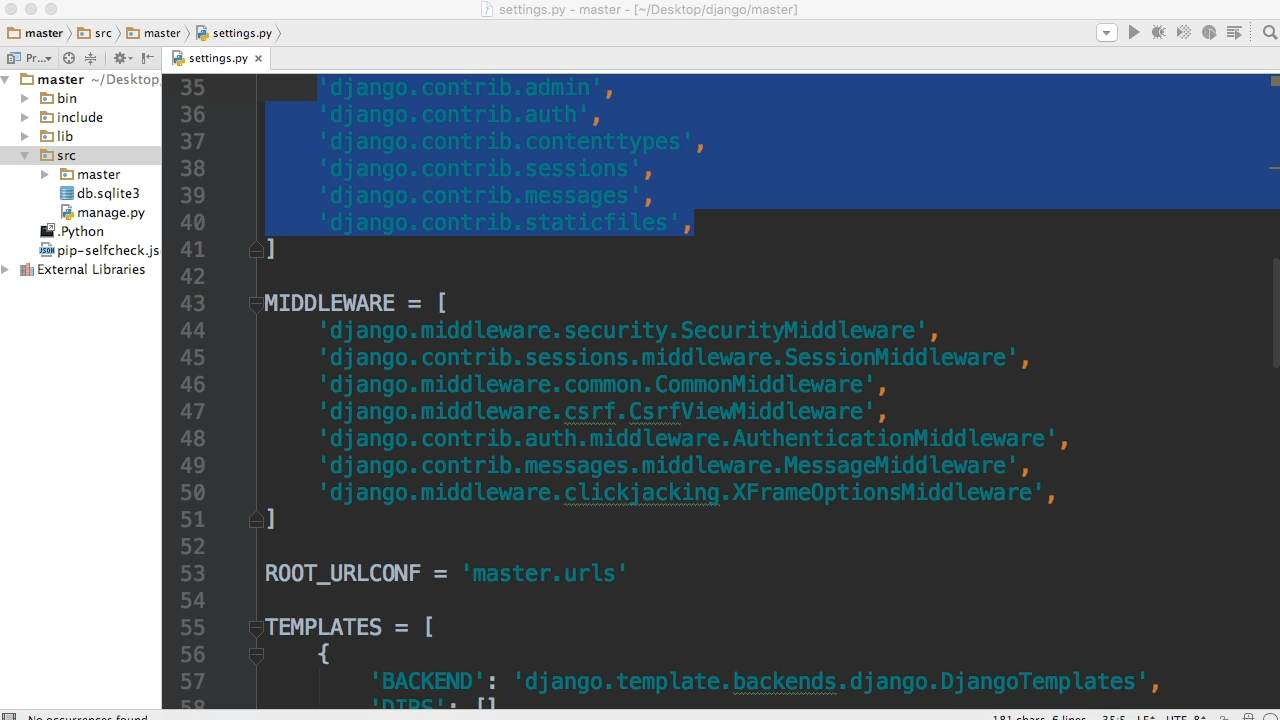 settings.py - master - [~/Desktop/django/master]
master src master settings.py
Pr... settings.py ×
master ~/Desktop
bin
include
lib
src
master
db.sqlite3
manage.py
.Python
pip-selfcheck.js
External Libraries
35 'django.contrib.admin',
36 'django.contrib.auth',
37 'django.contrib.contenttypes',
38 'django.contrib.sessions',
39 'django.contrib.messages',
40 'django.contrib.staticfiles',
41 ]
42
43 MIDDLEWARE = [
44 'django.middleware.security.SecurityMiddleware',
45 'django.contrib.sessions.middleware.SessionMiddleware',
46 'django.middleware.common.CommonMiddleware',
47 'django.middleware.csrf.CsrfViewMiddleware',
48 'django.contrib.auth.middleware.AuthenticationMiddleware',
49 'django.contrib.messages.middleware.MessageMiddleware',
50 'django.middleware.clickjacking.XFrameOptionsMiddleware',
51 ]
52
53 ROOT_URLCONF = 'master.urls'
54
55 TEMPLATES = [
56 {
57 'BACKEND': 'django.template.backends.django.DjangoTemplates',
58 'DIRS': []
No occurrences found 181 chars, 6 lines 35:5 LF÷ UTF-8÷